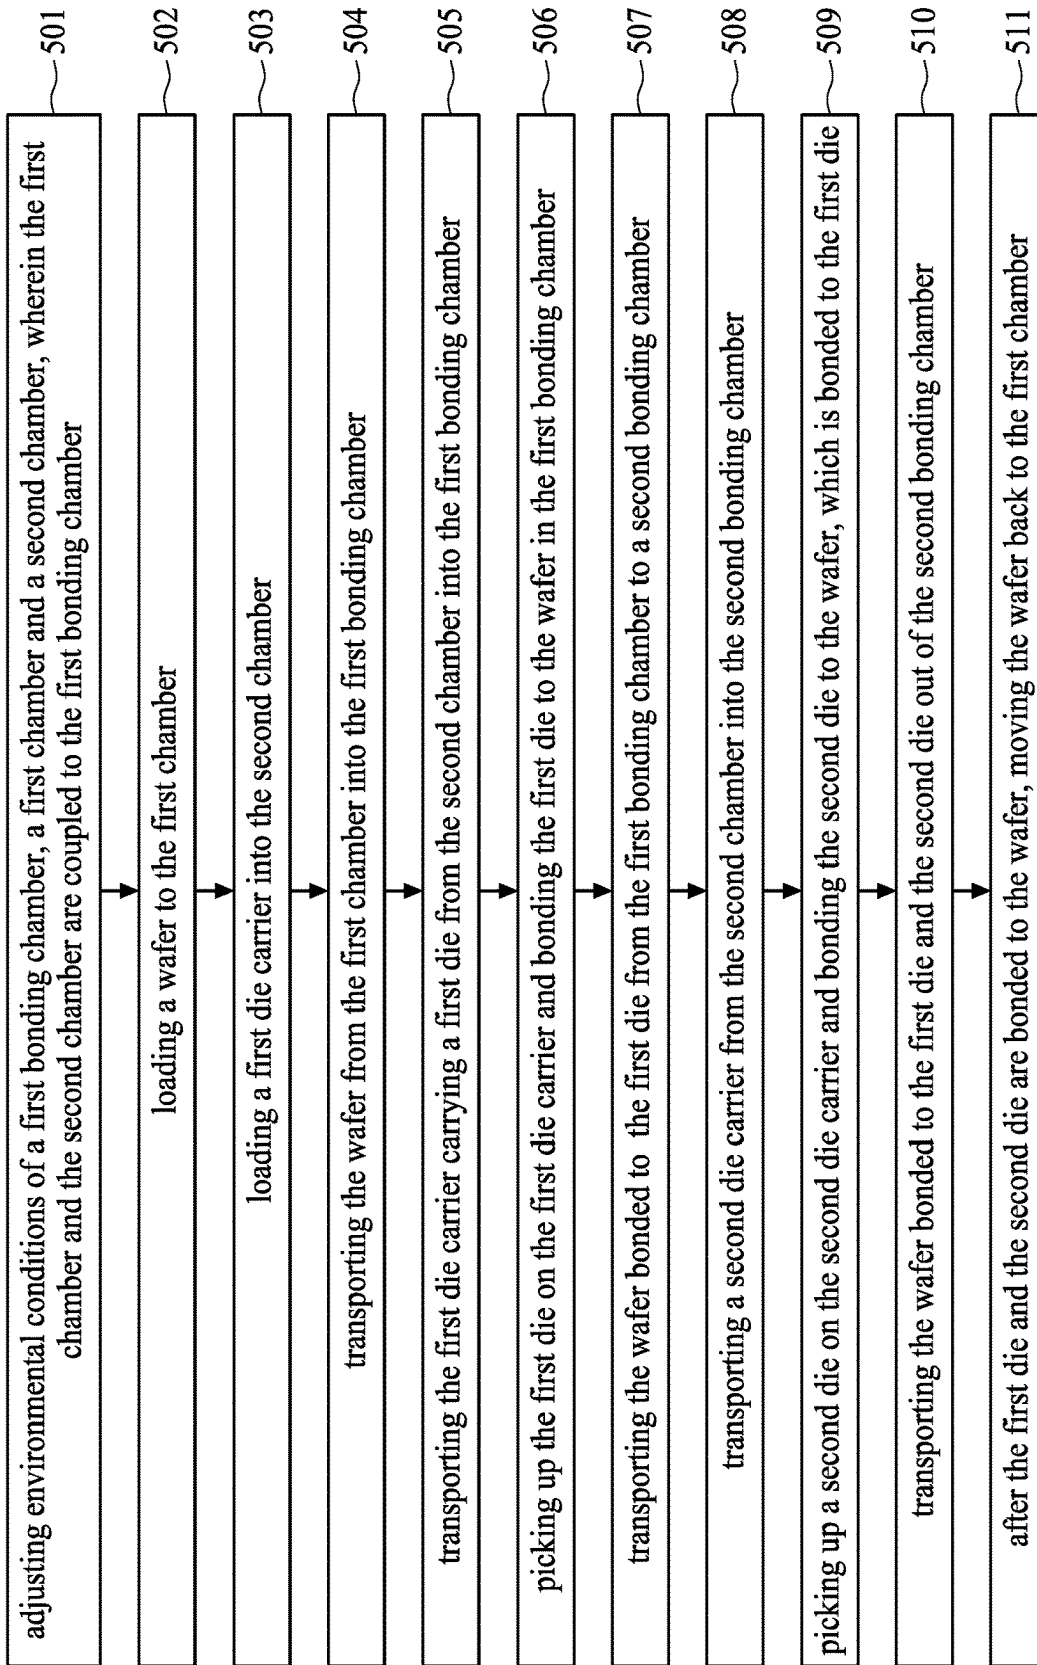 adjusting environmental conditions of a first bonding chamber, a first chamber and a second chamber, wherein the first
chamber and the second chamber are coupled to the first bonding chamber
501
loading a wafer to the first chamber
502
loading a first die carrier into the second chamber
503
transporting the wafer from the first chamber into the first bonding chamber
504
transporting the first die carrier carrying a first die from the second chamber into the first bonding chamber
505
picking up the first die on the first die carrier and bonding the first die to the wafer in the first bonding chamber
506
transporting the wafer bonded to the first die from the first bonding chamber to a second bonding chamber
507
transporting a second die carrier from the second chamber into the second bonding chamber
508
picking up a second die on the second die carrier and bonding the second die to the wafer, which is bonded to the first die
509
transporting the wafer bonded to the first die and the second die out of the second bonding chamber
510
after the first die and the second die are bonded to the wafer, moving the wafer back to the first chamber
511